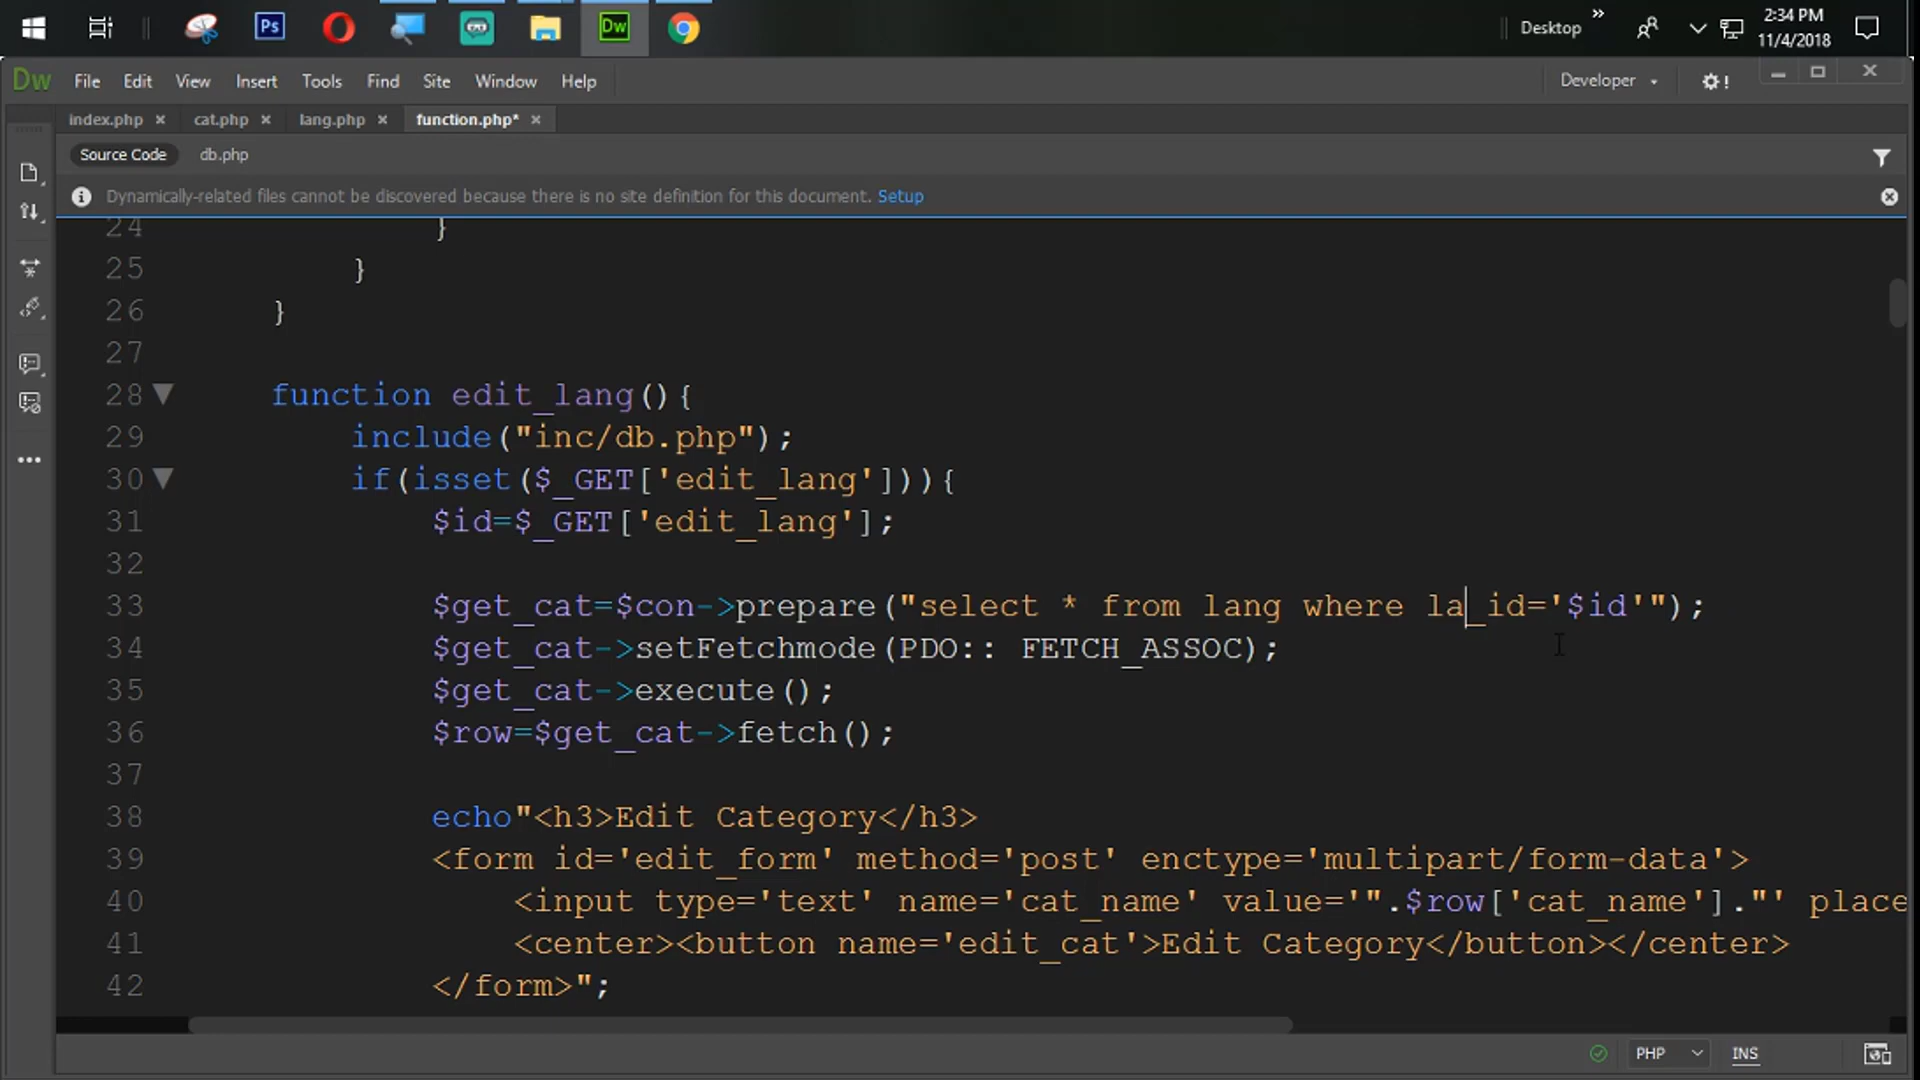 Ps
Dw
Desktop
»
2:34 PM
11/4/2018
Dw File Edit View Insert Tools Find Site Window Help
Developer
index.php × cat.php × lang.php × function.php* ×
Source Code db.php
Dynamically-related files cannot be discovered because there is no site definition for this document. Setup
24 }
25 }
26 }
27
28 function edit_lang(){
29 include("inc/db.php");
30 if(isset($_GET['edit_lang'])){
31 $id=$_GET['edit_lang'];
32
33 $get_cat=$con->prepare("select * from lang where la_id='$id'");
34 $get_cat->setFetchmode(PDO:: FETCH_ASSOC);
35 $get_cat->execute();
36 $row=$get_cat->fetch();
37
38 echo"<h3>Edit Category</h3>
39 <form id='edit_form' method='post' enctype='multipart/form-data'>
40 <input type='text' name='cat_name' value='".$row['cat_name']."' place
41 <center><button name='edit_cat'>Edit Category</button></center>
42 </form>";
PHP INS